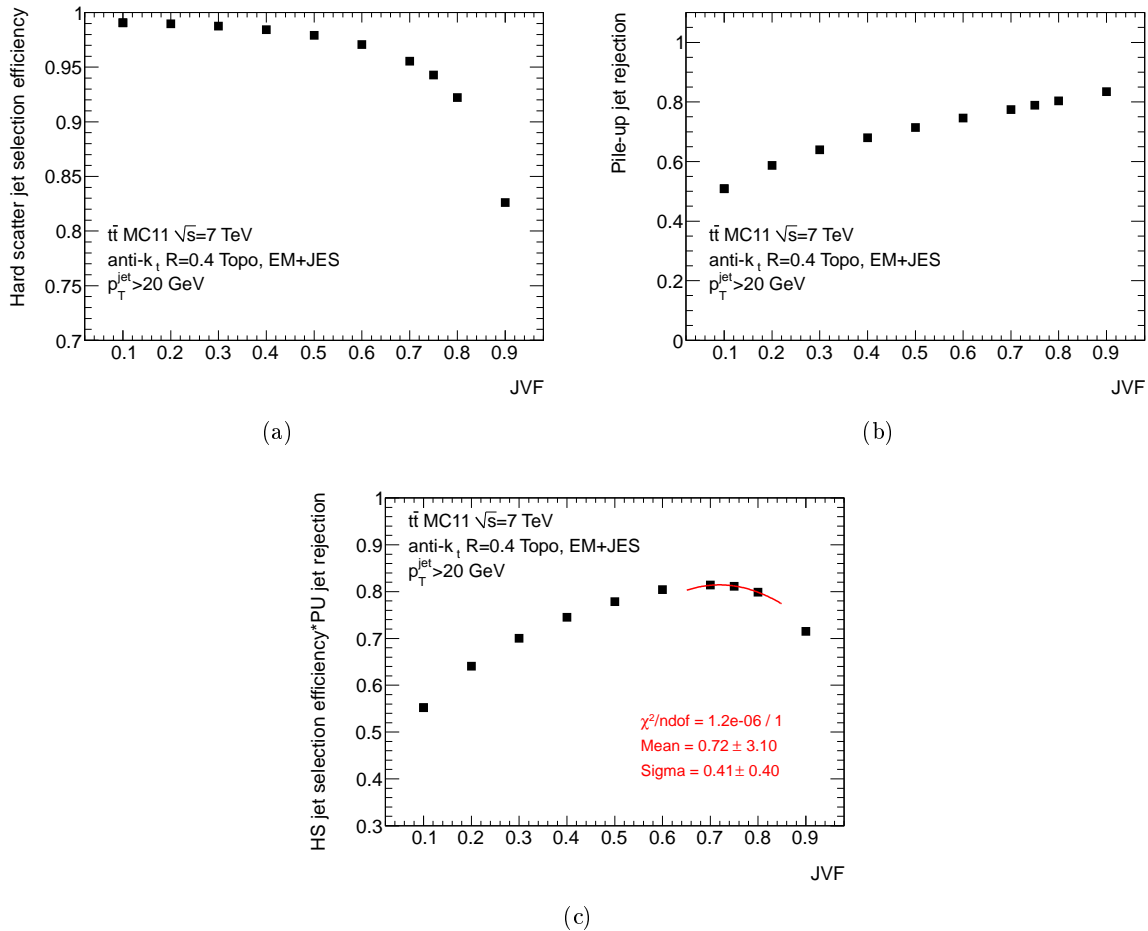 Hard scatter jet selection efficiency
1
0.95
0.9
0.85
0.8
0.75
0.7
tt̄ MC11 √s=7 TeV
anti-k_t R=0.4 Topo, EM+JES
p_T^jet>20 GeV
0.1 0.2 0.3 0.4 0.5 0.6 0.7 0.8 0.9
JVF
(a)
Pile-up jet rejection
1
0.8
0.6
0.4
0.2
0
tt̄ MC11 √s=7 TeV
anti-k_t R=0.4 Topo, EM+JES
p_T^jet>20 GeV
0.1 0.2 0.3 0.4 0.5 0.6 0.7 0.8 0.9
JVF
(b)
HS jet selection efficiency*PU jet rejection
1
0.9
0.8
0.7
0.6
0.5
0.4
0.3
tt̄ MC11 √s=7 TeV
anti-k_t R=0.4 Topo, EM+JES
p_T^jet>20 GeV
χ²/ndof = 1.2e-06 / 1
Mean = 0.72 ± 3.10
Sigma = 0.41± 0.40
0.1 0.2 0.3 0.4 0.5 0.6 0.7 0.8 0.9
JVF
(c)